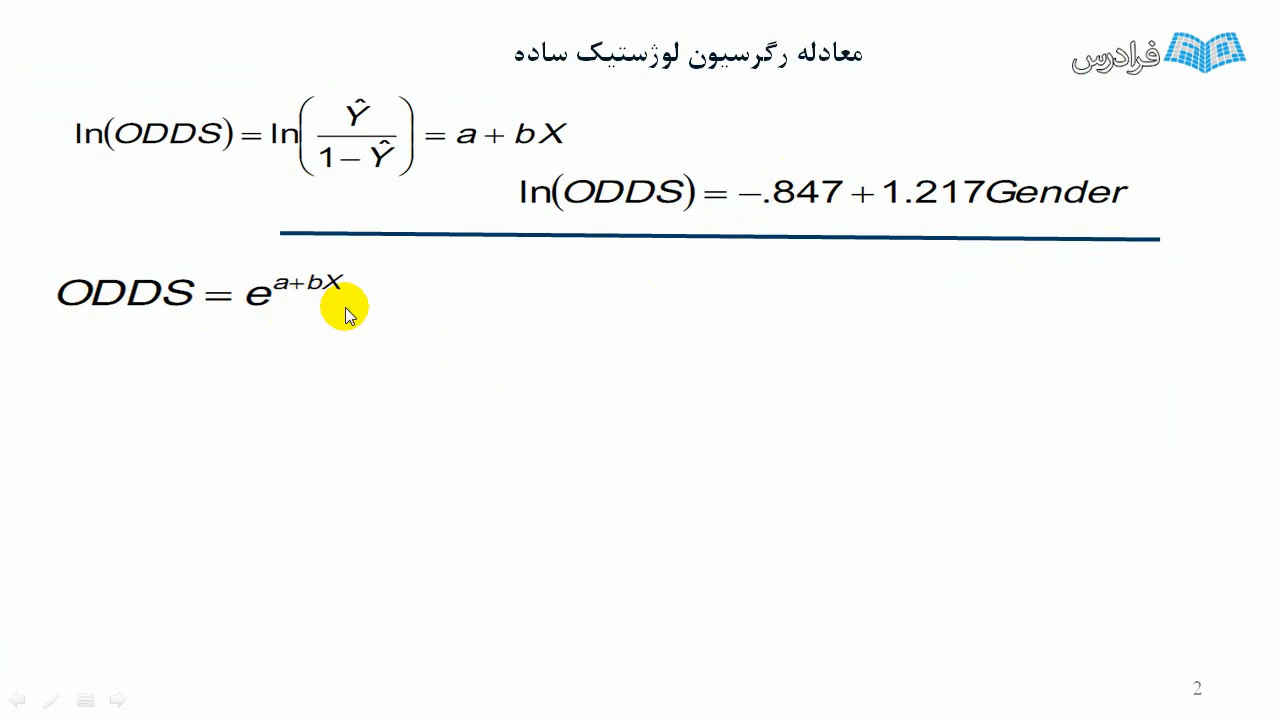 معادله رگرسیون لوژستیک ساده
فرادرس
ln(ODDS) = ln(Ŷ / 1 − Ŷ) = a + bX
ln(ODDS) = −.847 + 1.217Gender
ODDS = e^{a+bX}
2